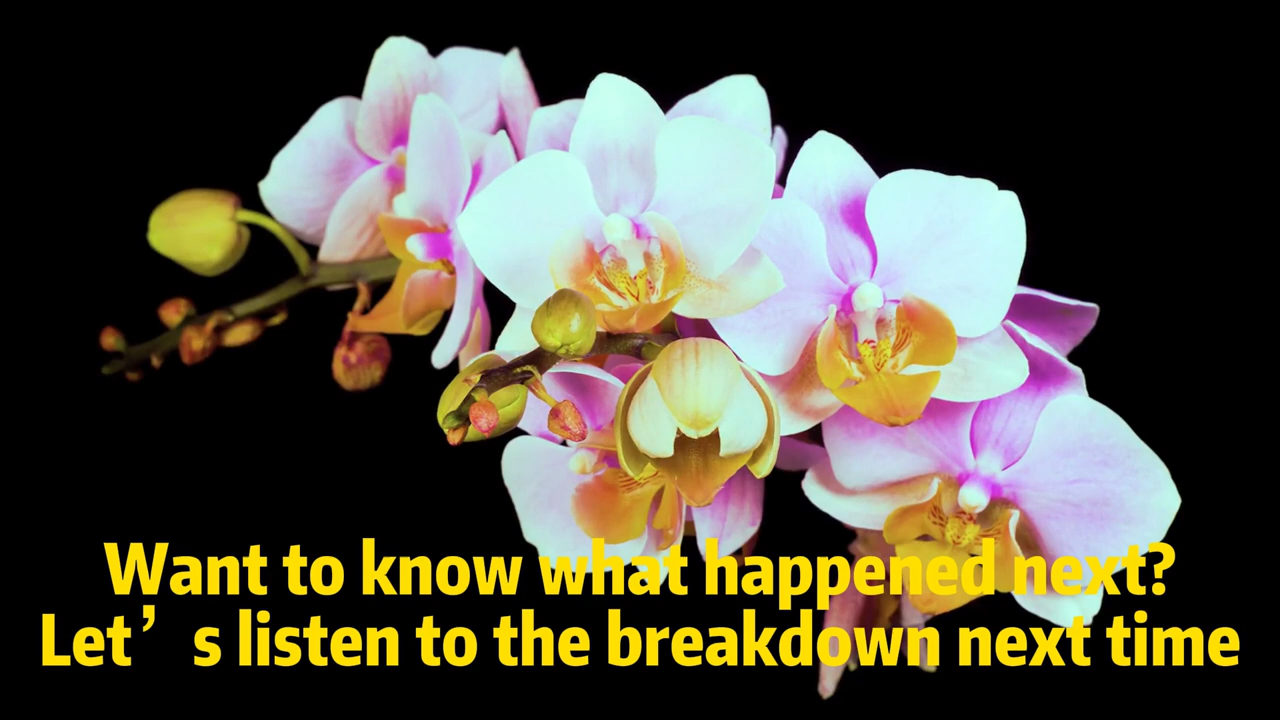 Want to know what happened next?
Let’s listen to the breakdown next time